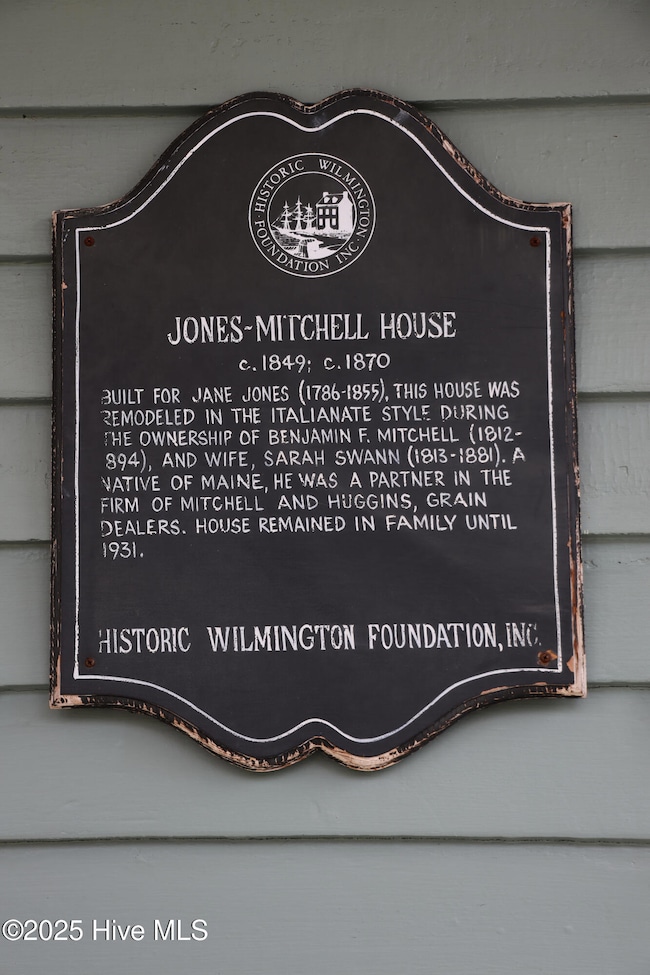 HISTORIC WILMINGTON
FOUNDATION INC.
JONES-MITCHELL HOUSE
c.1849; c.1870
BUILT FOR JANE JONES (1786-1855), THIS HOUSE WAS
REMODELED IN THE ITALIANATE STYLE DURING
THE OWNERSHIP OF BENJAMIN F. MITCHELL (1812-
894), AND WIFE, SARAH SWANN (1813-1881). A
NATIVE OF MAINE, HE WAS A PARTNER IN THE
FIRM OF MITCHELL AND HUGGINS, GRAIN
DEALERS. HOUSE REMAINED IN FAMILY UNTIL
1931.
HISTORIC WILMINGTON FOUNDATION, INC.
©2025 Hive MLS